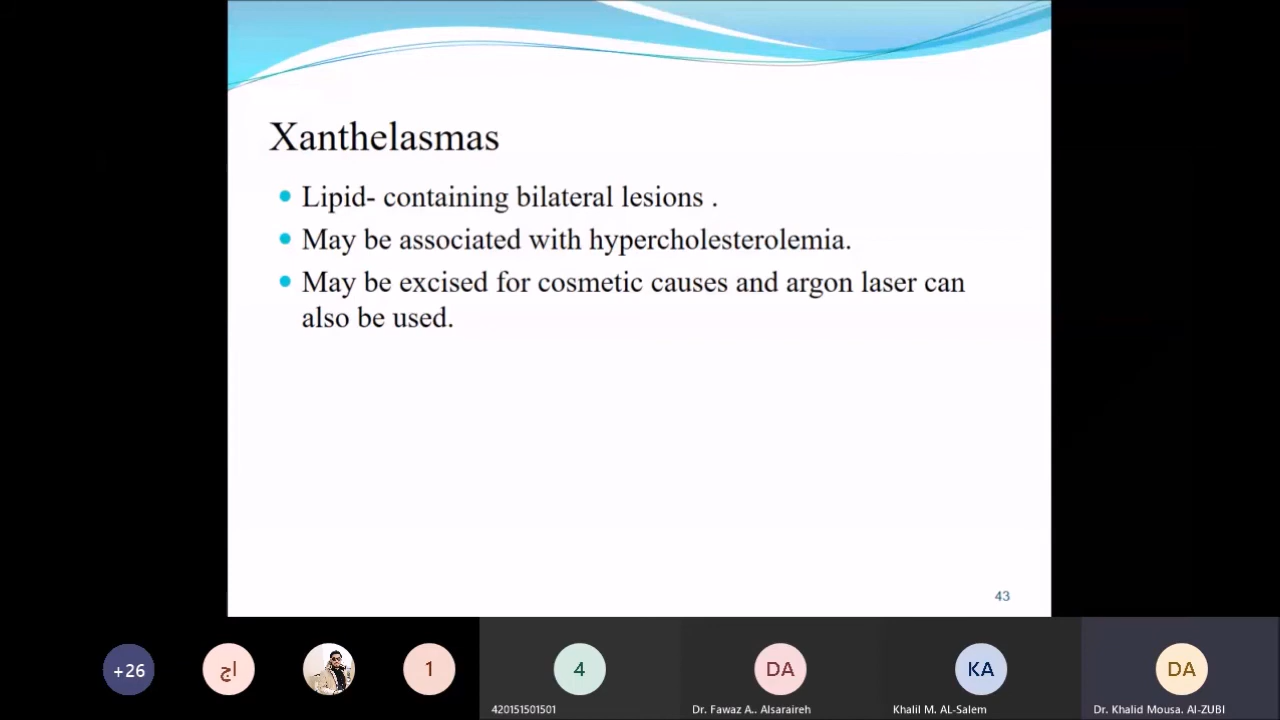 Xanthelasmas
Lipid- containing bilateral lesions .
May be associated with hypercholesterolemia.
May be excised for cosmetic causes and argon laser can
also be used.
43
+26
اج
1
4
DA
KA
DA
420151501501
Dr. Fawaz A.. Alsaraireh
Khalil M. AL-Salem
Dr. Khalid Mousa. Al-ZUBI